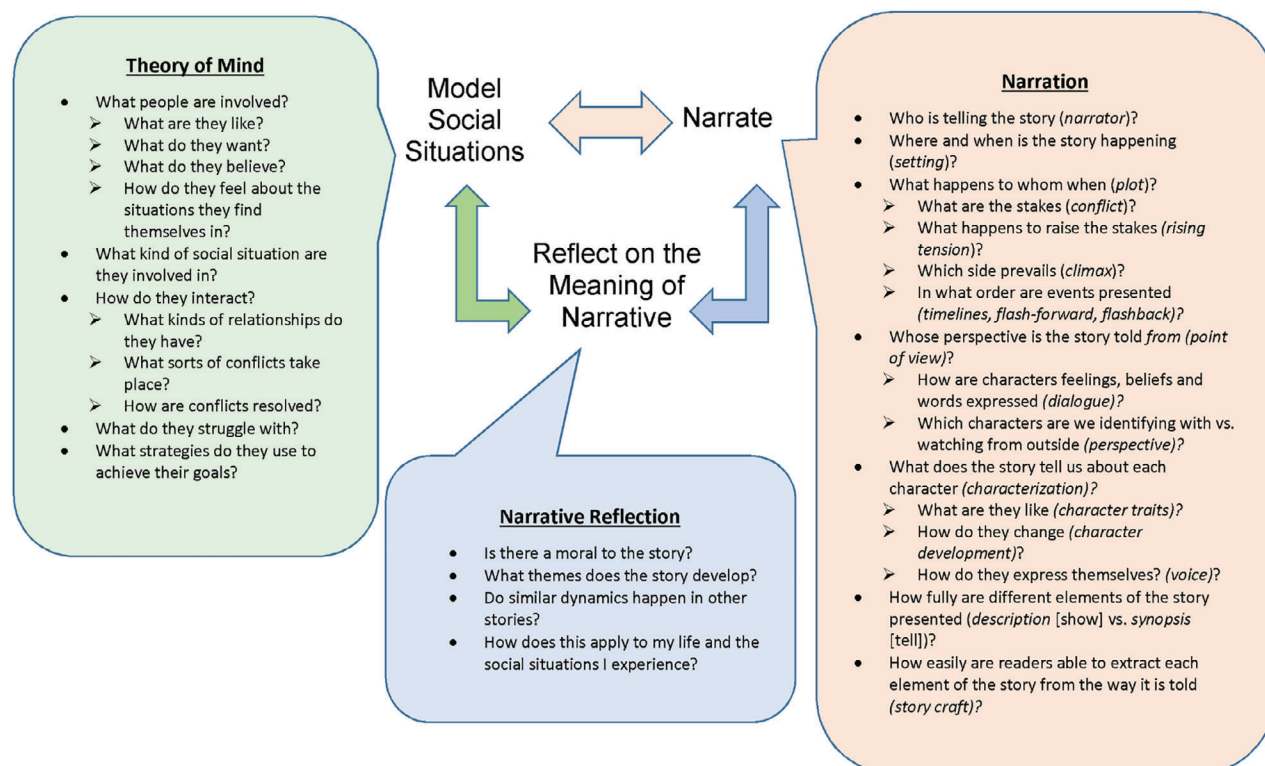 Theory of Mind
• What people are involved?
➤ What are they like?
➤ What do they want?
➤ What do they believe?
➤ How do they feel about the
situations they find
themselves in?
• What kind of social situation are
they involved in?
• How do they interact?
➤ What kinds of relationships do
they have?
➤ What sorts of conflicts take
place?
➤ How are conflicts resolved?
• What do they struggle with?
• What strategies do they use to
achieve their goals?
Model
Social
Situations
Narrate
Reflect on the
Meaning of
Narrative
Narrative Reflection
• Is there a moral to the story?
• What themes does the story develop?
• Do similar dynamics happen in other
stories?
• How does this apply to my life and the
social situations I experience?
Narration
• Who is telling the story (narrator)?
• Where and when is the story happening
(setting)?
• What happens to whom when (plot)?
➤ What are the stakes (conflict)?
➤ What happens to raise the stakes (rising
tension)?
➤ Which side prevails (climax)?
➤ In what order are events presented
(timelines, flash-forward, flashback)?
• Whose perspective is the story told from (point
of view)?
➤ How are characters feelings, beliefs and
words expressed (dialogue)?
➤ Which characters are we identifying with vs.
watching from outside (perspective)?
• What does the story tell us about each
character (characterization)?
➤ What are they like (character traits)?
➤ How do they change (character
development)?
➤ How do they express themselves? (voice)?
• How fully are different elements of the story
presented (description [show] vs. synopsis
[tell])?
• How easily are readers able to extract each
element of the story from the way it is told
(story craft)?